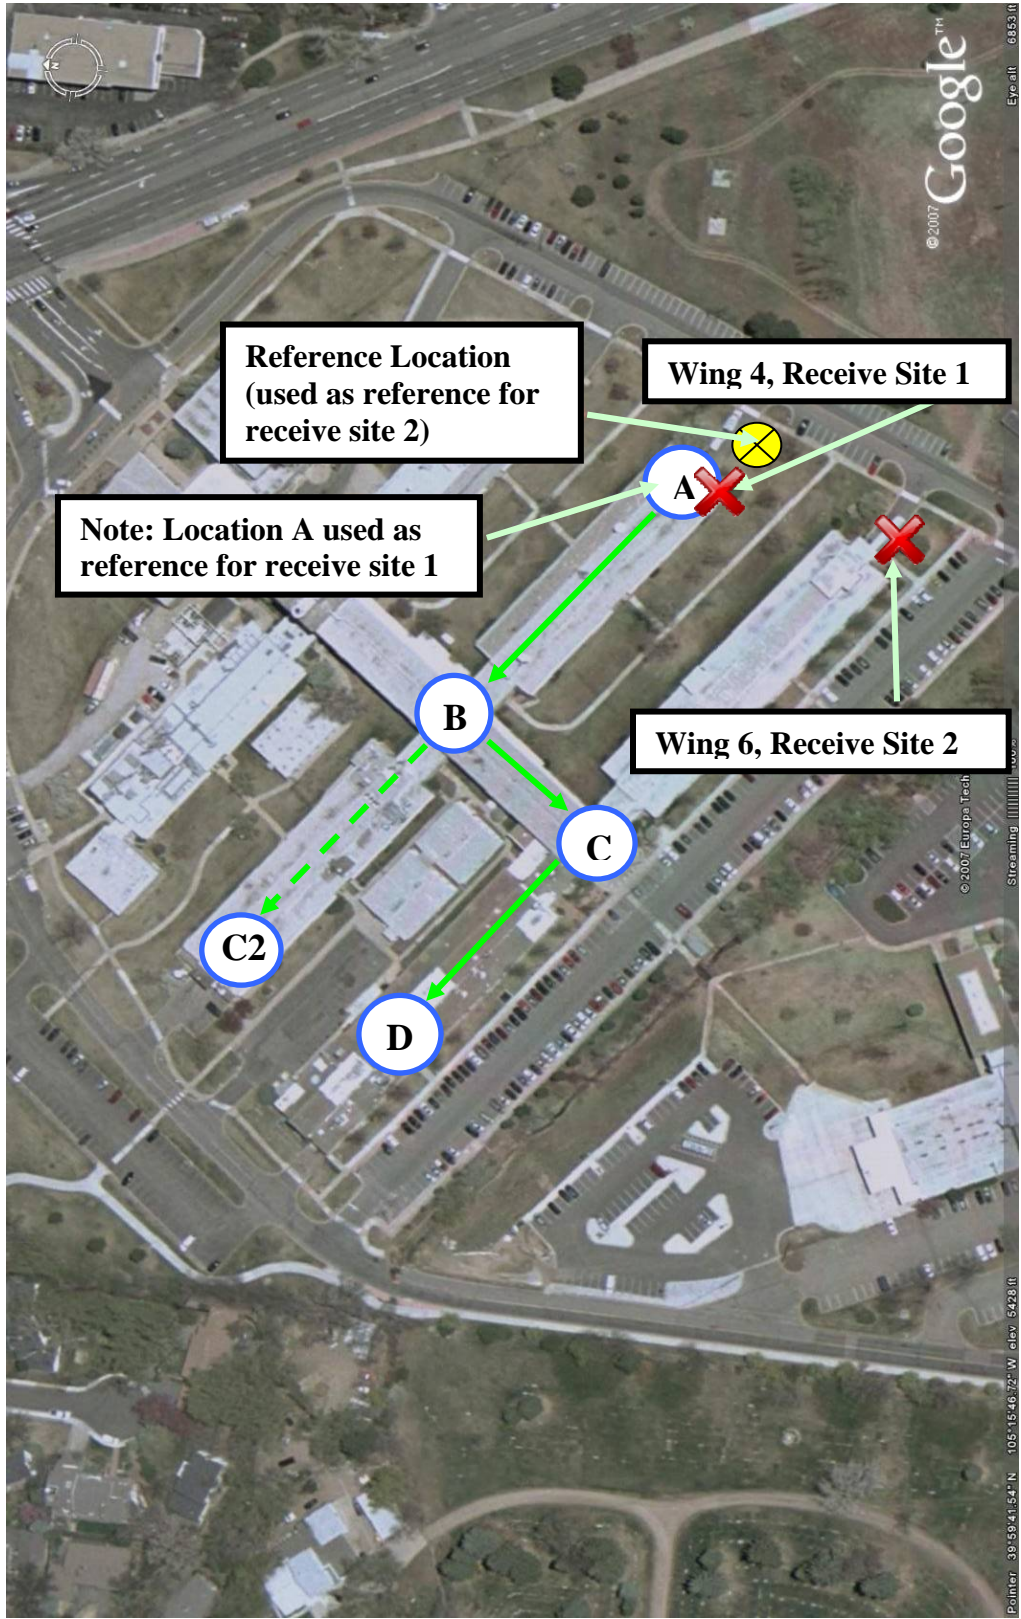 Reference Location
(used as reference for
receive site 2)
Wing 4, Receive Site 1
A
Note: Location A used as
reference for receive site 1
B
Wing 6, Receive Site 2
C
C2
D
N
©2007 Google™
© 2007 Europa Tech
Pointer 39°59'41.54" N 105°15'46.72" W elev 5428 ft
Streaming ||||||||| 100%
Eye alt 6853 ft